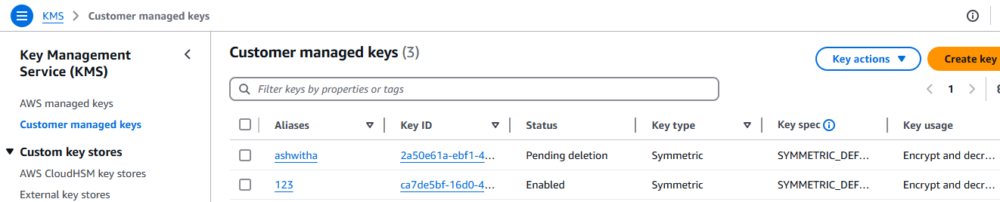 KMS > Customer managed keys
Key Management
Service (KMS)
AWS managed keys
Customer managed keys
Custom key stores
AWS CloudHSM key stores
External key stores
Customer managed keys (3)
Key actions
Create key
Filter keys by properties or tags
1
Aliases Key ID Status Key type Key spec Key usage
ashwitha 2a50e61a-ebf1-4... Pending deletion Symmetric SYMMETRIC_DEF... Encrypt and decr...
123 ca7de5bf-16d0-4... Enabled Symmetric SYMMETRIC_DEF... Encrypt and decr...